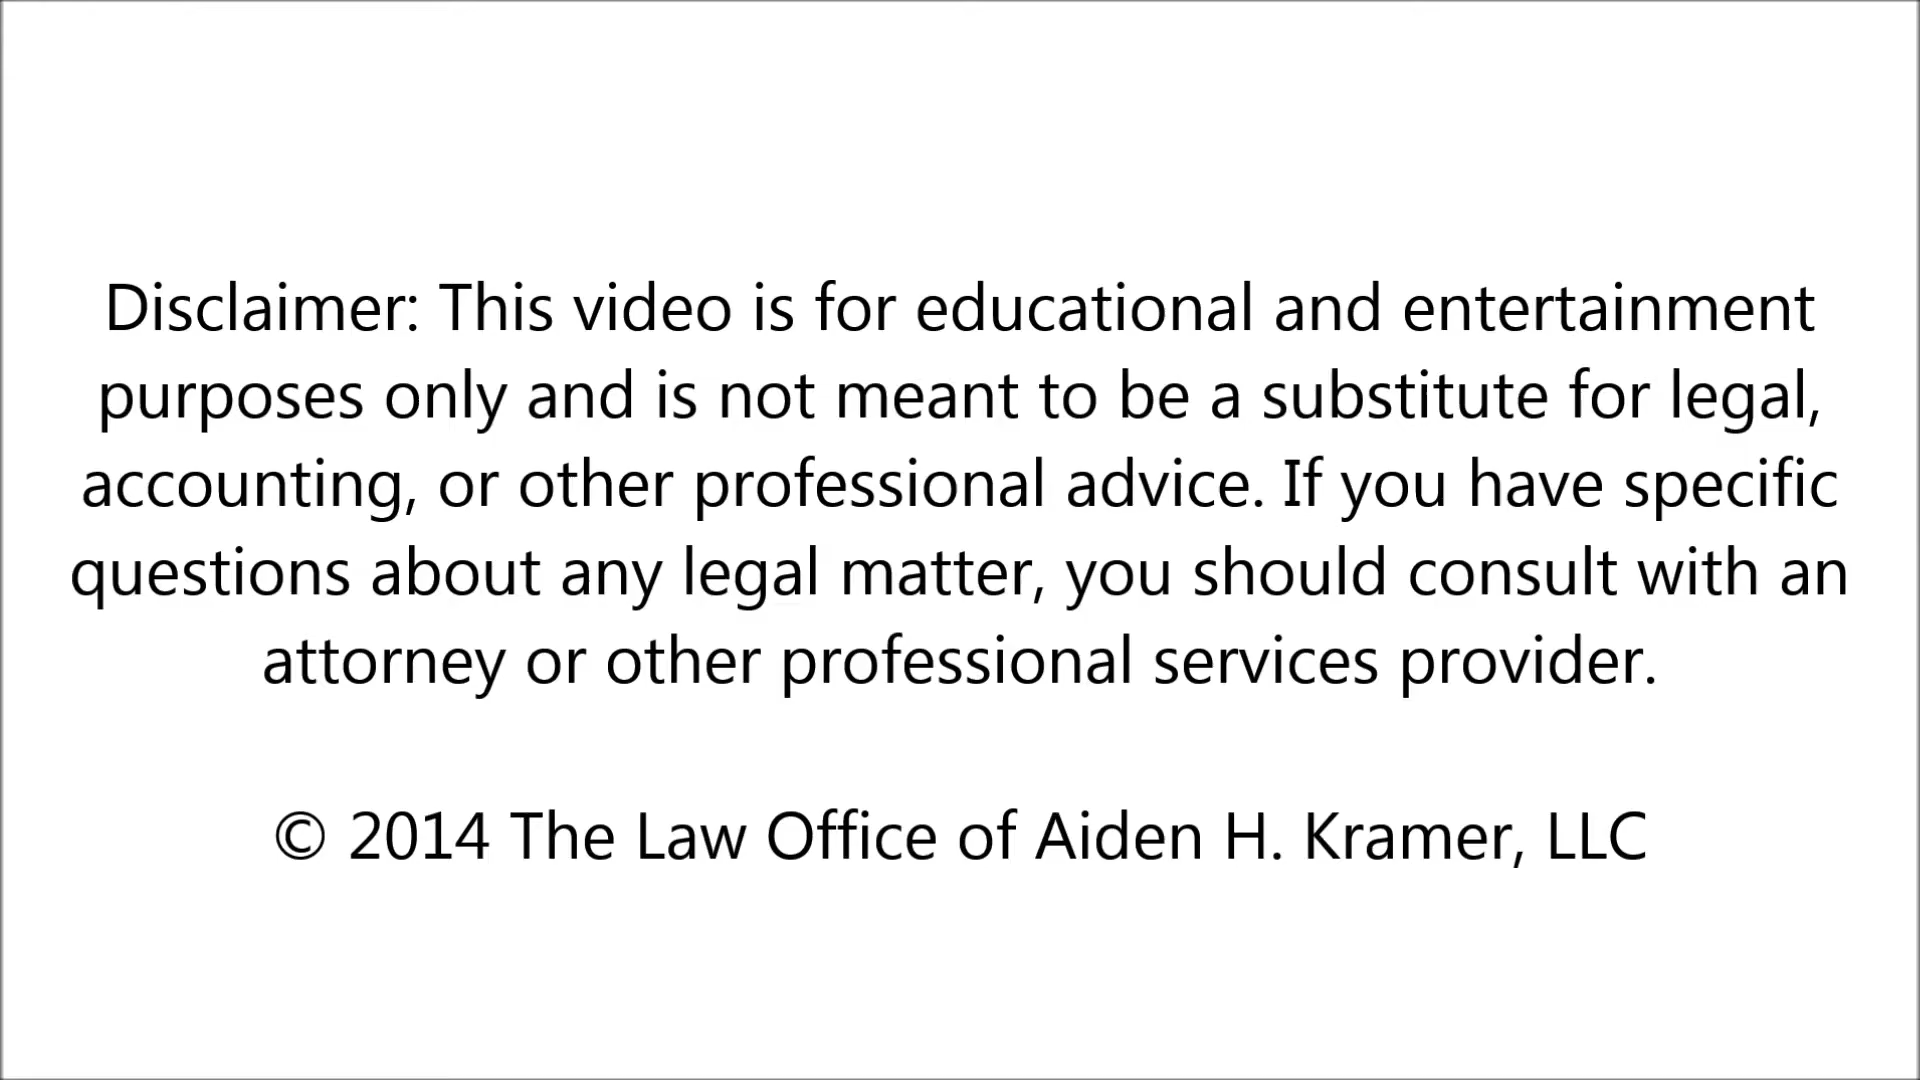 Disclaimer: This video is for educational and entertainment
purposes only and is not meant to be a substitute for legal,
accounting, or other professional advice. If you have specific
questions about any legal matter, you should consult with an
attorney or other professional services provider.
© 2014 The Law Office of Aiden H. Kramer, LLC